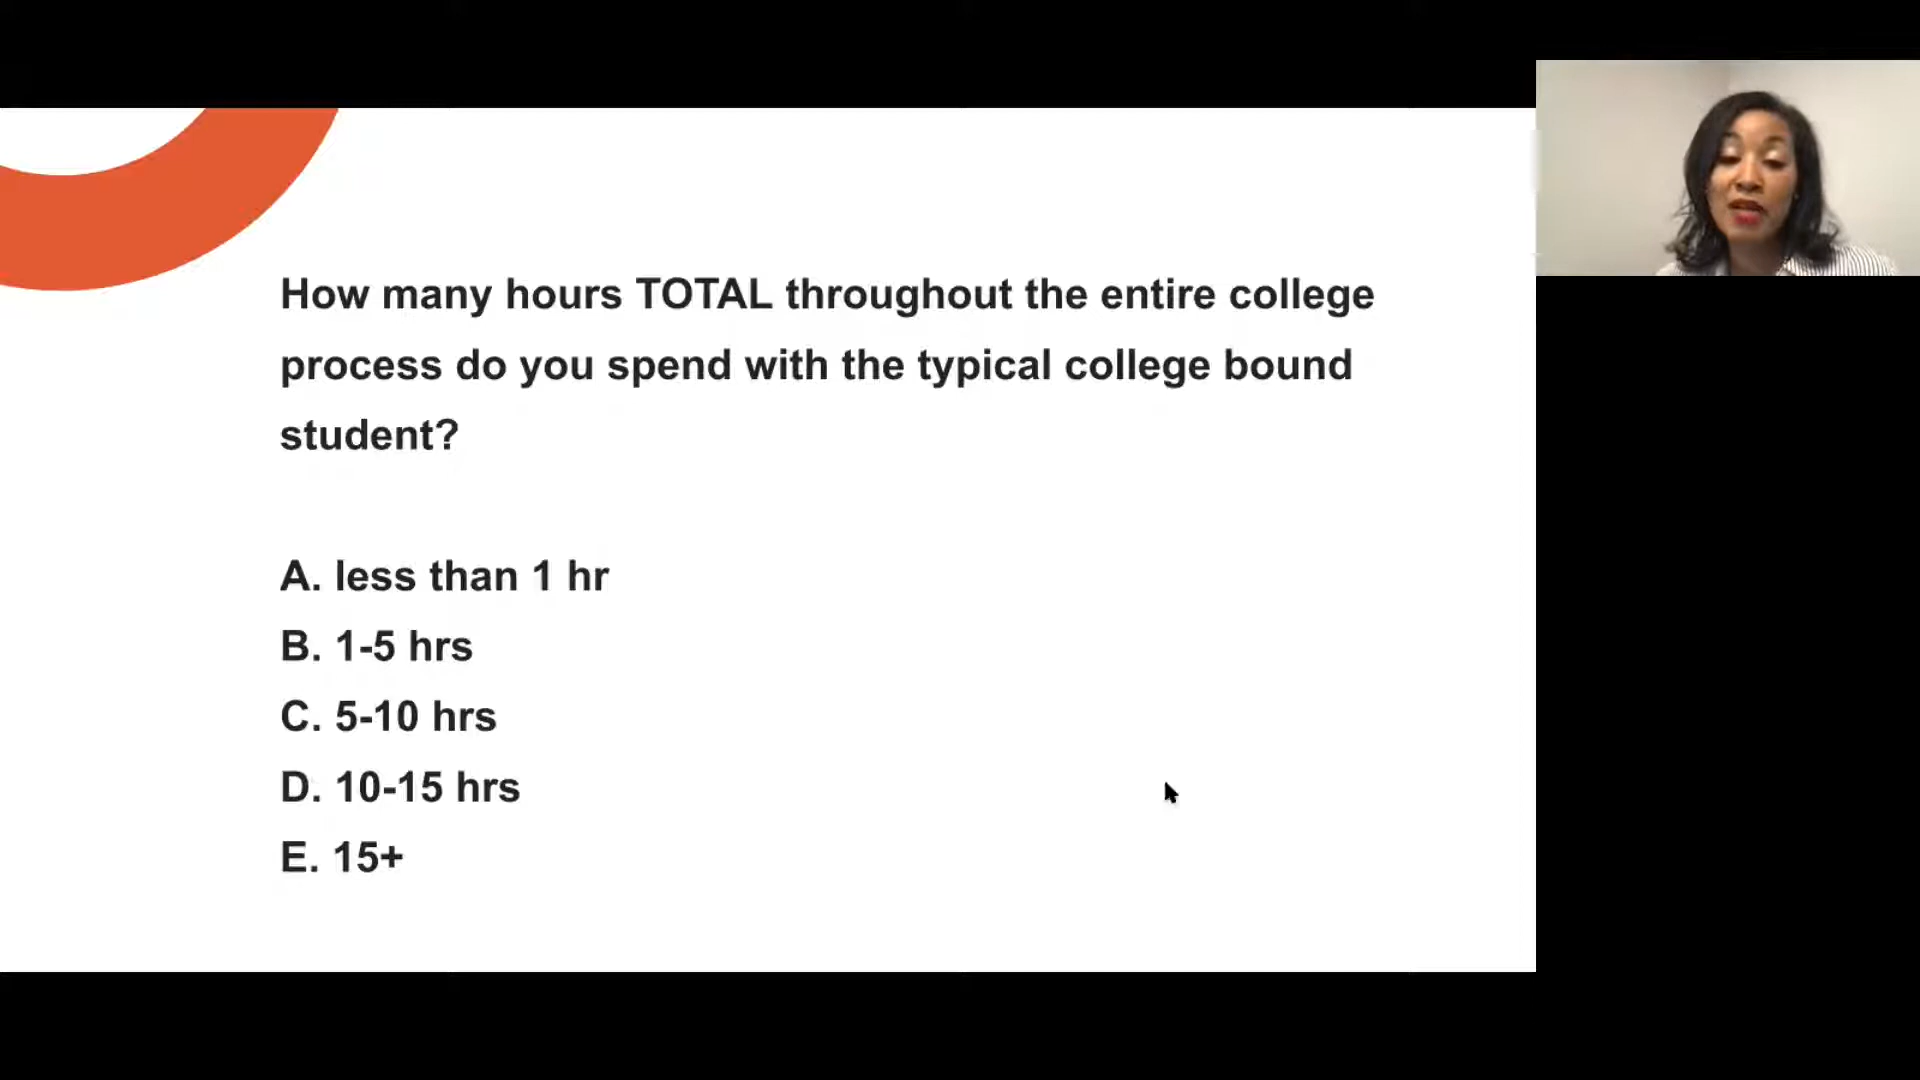 How many hours TOTAL throughout the entire college
process do you spend with the typical college bound
student?
A. less than 1 hr
B. 1-5 hrs
C. 5-10 hrs
D. 10-15 hrs
E. 15+